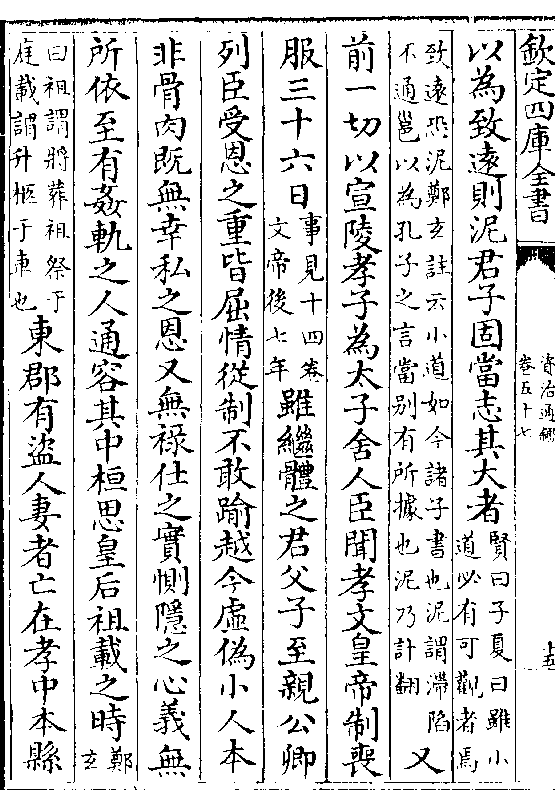 欽定四庫全書
資治通鑑
卷五十七
十五
以為致遠則泥君子固當志其大者賢曰子夏曰雖小
道必有可觀者焉
致遠恐泥鄭玄註云小道如今諸子書也泥謂滯陷
不通邕以為孔子之言當别有所據也泥乃計翻又
前一切以宣陵孝子為太子舍人臣聞孝文皇帝制喪
服三十六日事見十四卷
文帝後七年雖繼體之君父子至親公卿
列臣受恩之重皆屈情從制不敢踰越今虚偽小人本
非骨肉既無幸私之恩又無禄仕之實惻隱之心義無
所依至有姦軌之人通容其中桓思皇后祖載之時鄭
玄
曰祖謂將葬祖祭于
庭載謂升柩于車也東郡有盜人妻者亡在孝中本縣